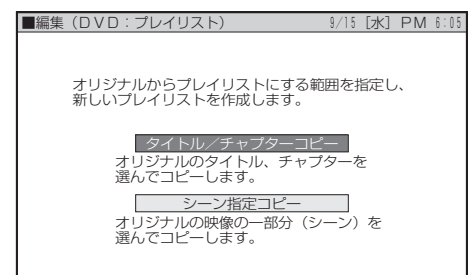 ■編集（ＤＶＤ：プレイリスト） 9/15［水］ＰＭ 6:05
オリジナルからプレイリストにする範囲を指定し、
新しいプレイリストを作成します。
タイトル／チャプターコピー
オリジナルのタイトル、チャプターを
選んでコピーします。
シーン指定コピー
オリジナルの映像の一部分（シーン）を
選んでコピーします。